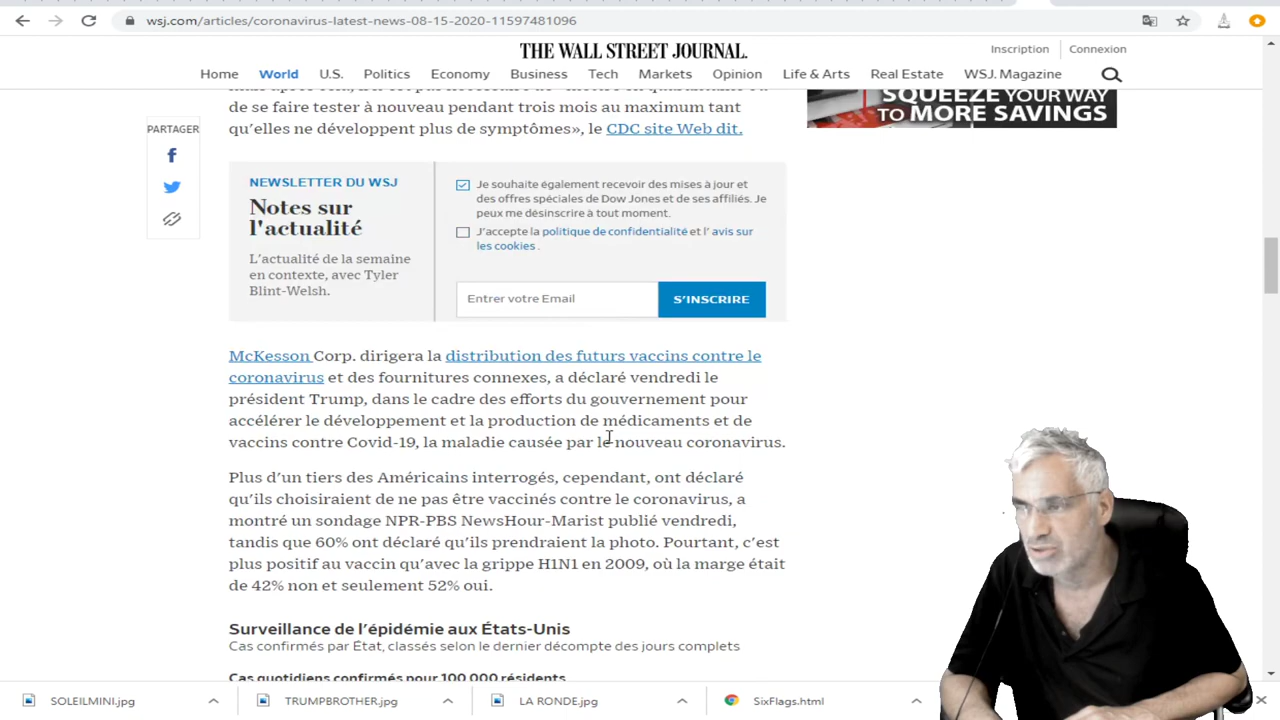 wsj.com/articles/coronavirus-latest-news-08-15-2020-11597481096
THE WALL STREET JOURNAL.
Inscription
Connexion
Home World U.S. Politics Economy Business Tech Markets Opinion Life & Arts Real Estate WSJ. Magazine
de se faire tester à nouveau pendant trois mois au maximum tant
qu'elles ne développent plus de symptômes», le CDC site Web dit.
SQUEEZE YOUR WAY
TO MORE SAVINGS
PARTAGER
NEWSLETTER DU WSJ
Notes sur
l'actualité
L'actualité de la semaine
en contexte, avec Tyler
Blint-Welsh.
Je souhaite également recevoir des mises à jour et
des offres spéciales de Dow Jones et de ses affiliés. Je
peux me désinscrire à tout moment.
J'accepte la politique de confidentialité et l' avis sur
les cookies .
Entrer votre Email
S'INSCRIRE
McKesson Corp. dirigera la distribution des futurs vaccins contre le
coronavirus et des fournitures connexes, a déclaré vendredi le
président Trump, dans le cadre des efforts du gouvernement pour
accélérer le développement et la production de médicaments et de
vaccins contre Covid-19, la maladie causée par le nouveau coronavirus.
Plus d'un tiers des Américains interrogés, cependant, ont déclaré
qu'ils choisiraient de ne pas être vaccinés contre le coronavirus, a
montré un sondage NPR-PBS NewsHour-Marist publié vendredi,
tandis que 60% ont déclaré qu'ils prendraient la photo. Pourtant, c'est
plus positif au vaccin qu'avec la grippe H1N1 en 2009, où la marge était
de 42% non et seulement 52% oui.
Surveillance de l'épidémie aux États-Unis
Cas confirmés par État, classés selon le dernier décompte des jours complets
Cas quotidiens confirmés pour 100 000 résidents
SOLEILMINI.jpg
TRUMPBROTHER.jpg
LA RONDE.jpg
SixFlags.html